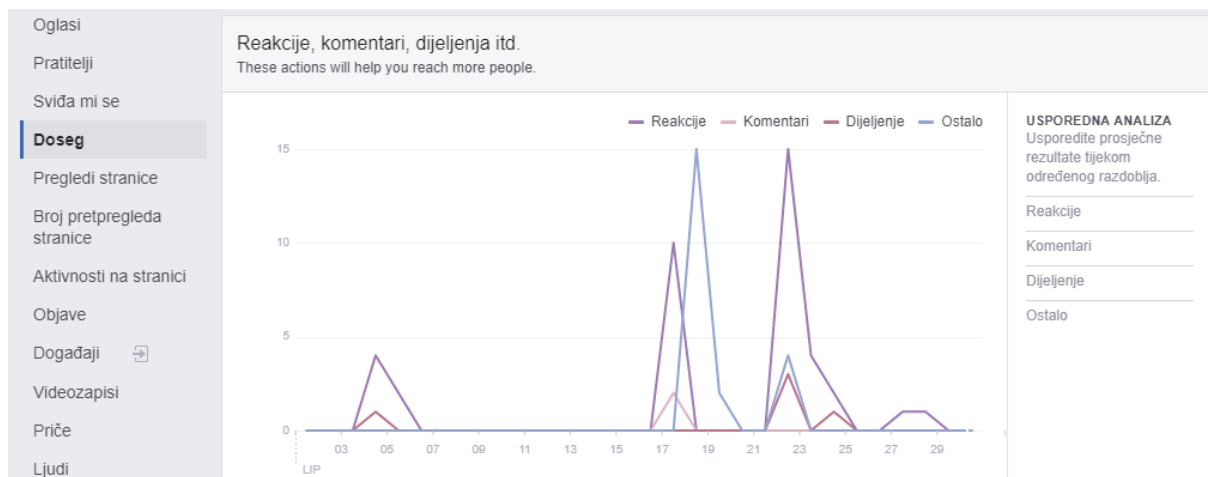 Oglasi
Pratitelji
Sviđa mi se
Doseg
Pregledi stranice
Broj pretpregleda
stranice
Aktivnosti na stranici
Objave
Događaji
Videozapisi
Priče
Ljudi
Reakcije, komentari, dijeljenja itd.
These actions will help you reach more people.
Reakcije Komentari Dijeljenje Ostalo
15
10
5
0
03 05 07 09 11 13 15 17 19 21 23 25 27 29
LIP
USPOREDNA ANALIZA
Usporedite prosječne
rezultate tijekom
određenog razdoblja.
Reakcije
Komentari
Dijeljenje
Ostalo